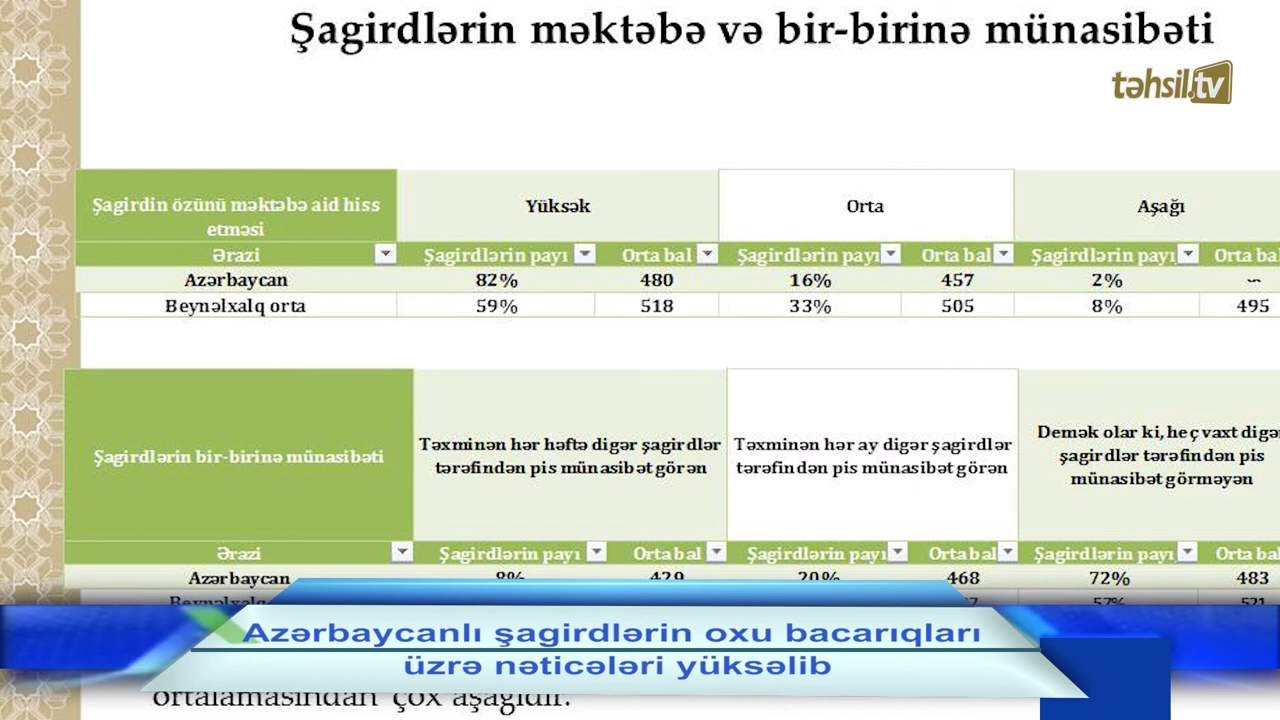 Şagirdlərin məktəbə və bir-birinə münasibəti
təhsil.tv
Şagirdin özünü məktəbə aid hiss etməsi
Yüksək
Orta
Aşağı
Ərazi Şagirdlərin payı Orta bal Şagirdlərin payı Orta bal Şagirdlərin payı Orta bal
Azərbaycan 82% 480 16% 457 2% ~
Beynəlxalq orta 59% 518 33% 505 8% 495
Şagirdlərin bir-birinə münasibəti
Təxminən hər həftə digər şagirdlər
tərəfindən pis münasibət görən
Təxminən hər ay digər şagirdlər
tərəfindən pis münasibət görən
Demək olar ki, heç vaxt digər
şagirdlər tərəfindən pis
münasibət görməyən
Ərazi Şagirdlərin payı Orta bal Şagirdlərin payı Orta bal Şagirdlərin payı Orta bal
Azərbaycan 8% 429 20% 468 72% 483
57% 521
Azərbaycanlı şagirdlərin oxu bacarıqları
üzrə nəticələri yüksəlib
ortalamasından çox aşağıdır.